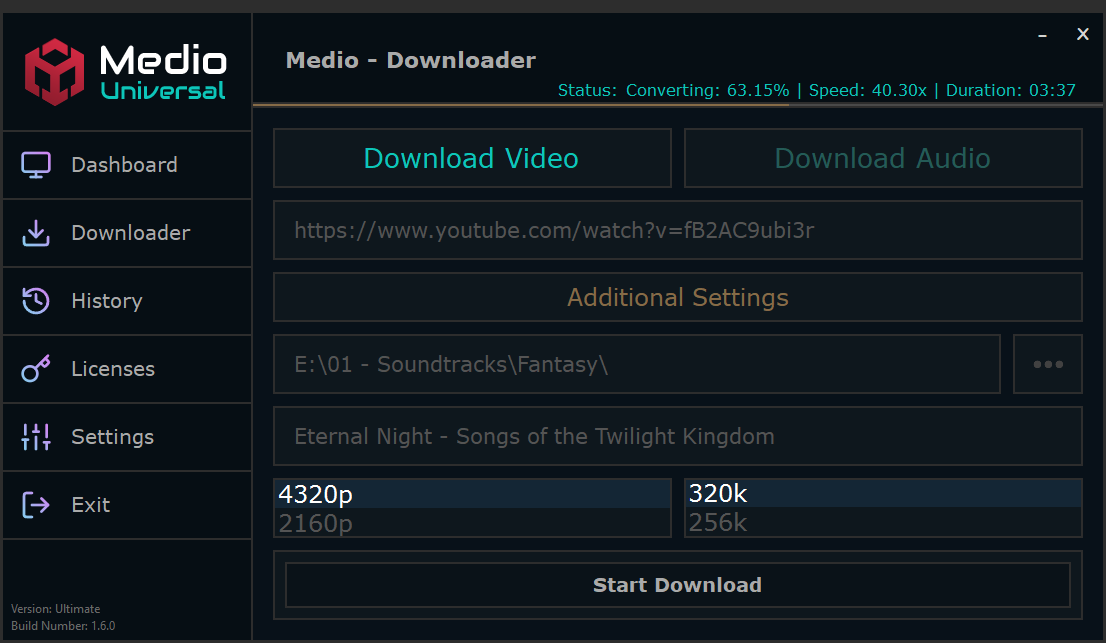 Medio
Universal
Dashboard
Downloader
History
Licenses
Settings
Exit
Version: Ultimate
Build Number: 1.6.0
Medio - Downloader
Status: Converting: 63.15% | Speed: 40.30x | Duration: 03:37
Download Video
Download Audio
https://www.youtube.com/watch?v=fB2AC9ubi3r
Additional Settings
E:\01 - Soundtracks\Fantasy\
Eternal Night - Songs of the Twilight Kingdom
4320p
2160p
320k
256k
Start Download